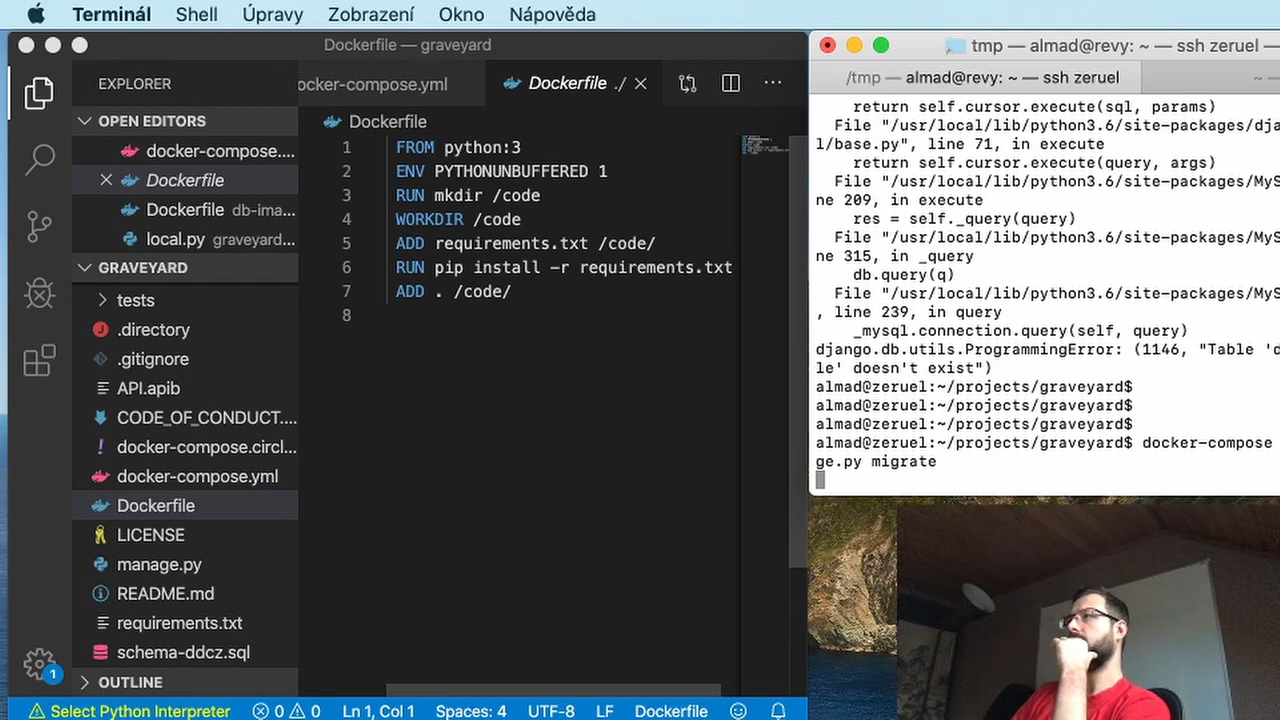 Terminál Shell Úpravy Zobrazení Okno Nápověda
Dockerfile — graveyard
EXPLORER
OPEN EDITORS
docker-compose....
Dockerfile
Dockerfile db-ima...
local.py graveyard...
GRAVEYARD
tests
.directory
.gitignore
API.apib
CODE_OF_CONDUCT....
docker-compose.circl...
docker-compose.yml
Dockerfile
LICENSE
manage.py
README.md
requirements.txt
schema-ddcz.sql
OUTLINE
ocker-compose.yml
Dockerfile ./
Dockerfile
1 FROM python:3
2 ENV PYTHONUNBUFFERED 1
3 RUN mkdir /code
4 WORKDIR /code
5 ADD requirements.txt /code/
6 RUN pip install -r requirements.txt
7 ADD . /code/
8
1
Select Python Interpreter 0 0 Ln 1, Col 1 Spaces: 4 UTF-8 LF Dockerfile
tmp — almad@revy: ~ — ssh zeruel —
/tmp — almad@revy: ~ — ssh zeruel
~ —
return self.cursor.execute(sql, params)
File "/usr/local/lib/python3.6/site-packages/dja
l/base.py", line 71, in execute
return self.cursor.execute(query, args)
File "/usr/local/lib/python3.6/site-packages/MyS
ne 209, in execute
res = self._query(query)
File "/usr/local/lib/python3.6/site-packages/MyS
ne 315, in _query
db.query(q)
File "/usr/local/lib/python3.6/site-packages/MyS
, line 239, in query
_mysql.connection.query(self, query)
django.db.utils.ProgrammingError: (1146, "Table 'd
le' doesn't exist")
almad@zeruel:~/projects/graveyard$
almad@zeruel:~/projects/graveyard$
almad@zeruel:~/projects/graveyard$
almad@zeruel:~/projects/graveyard$ docker-compose
ge.py migrate